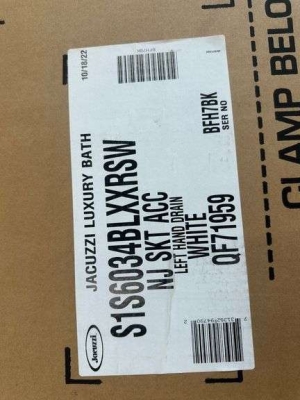 10/18/22
JACUZZI LUXURY BATH
S1S6034BLXXRSW
NJ SKT ACC
LEFT HAND DRAIN
WHITE
QF71959
BFH7BK
SER NO
Jacuzzi
CLAMP BELO